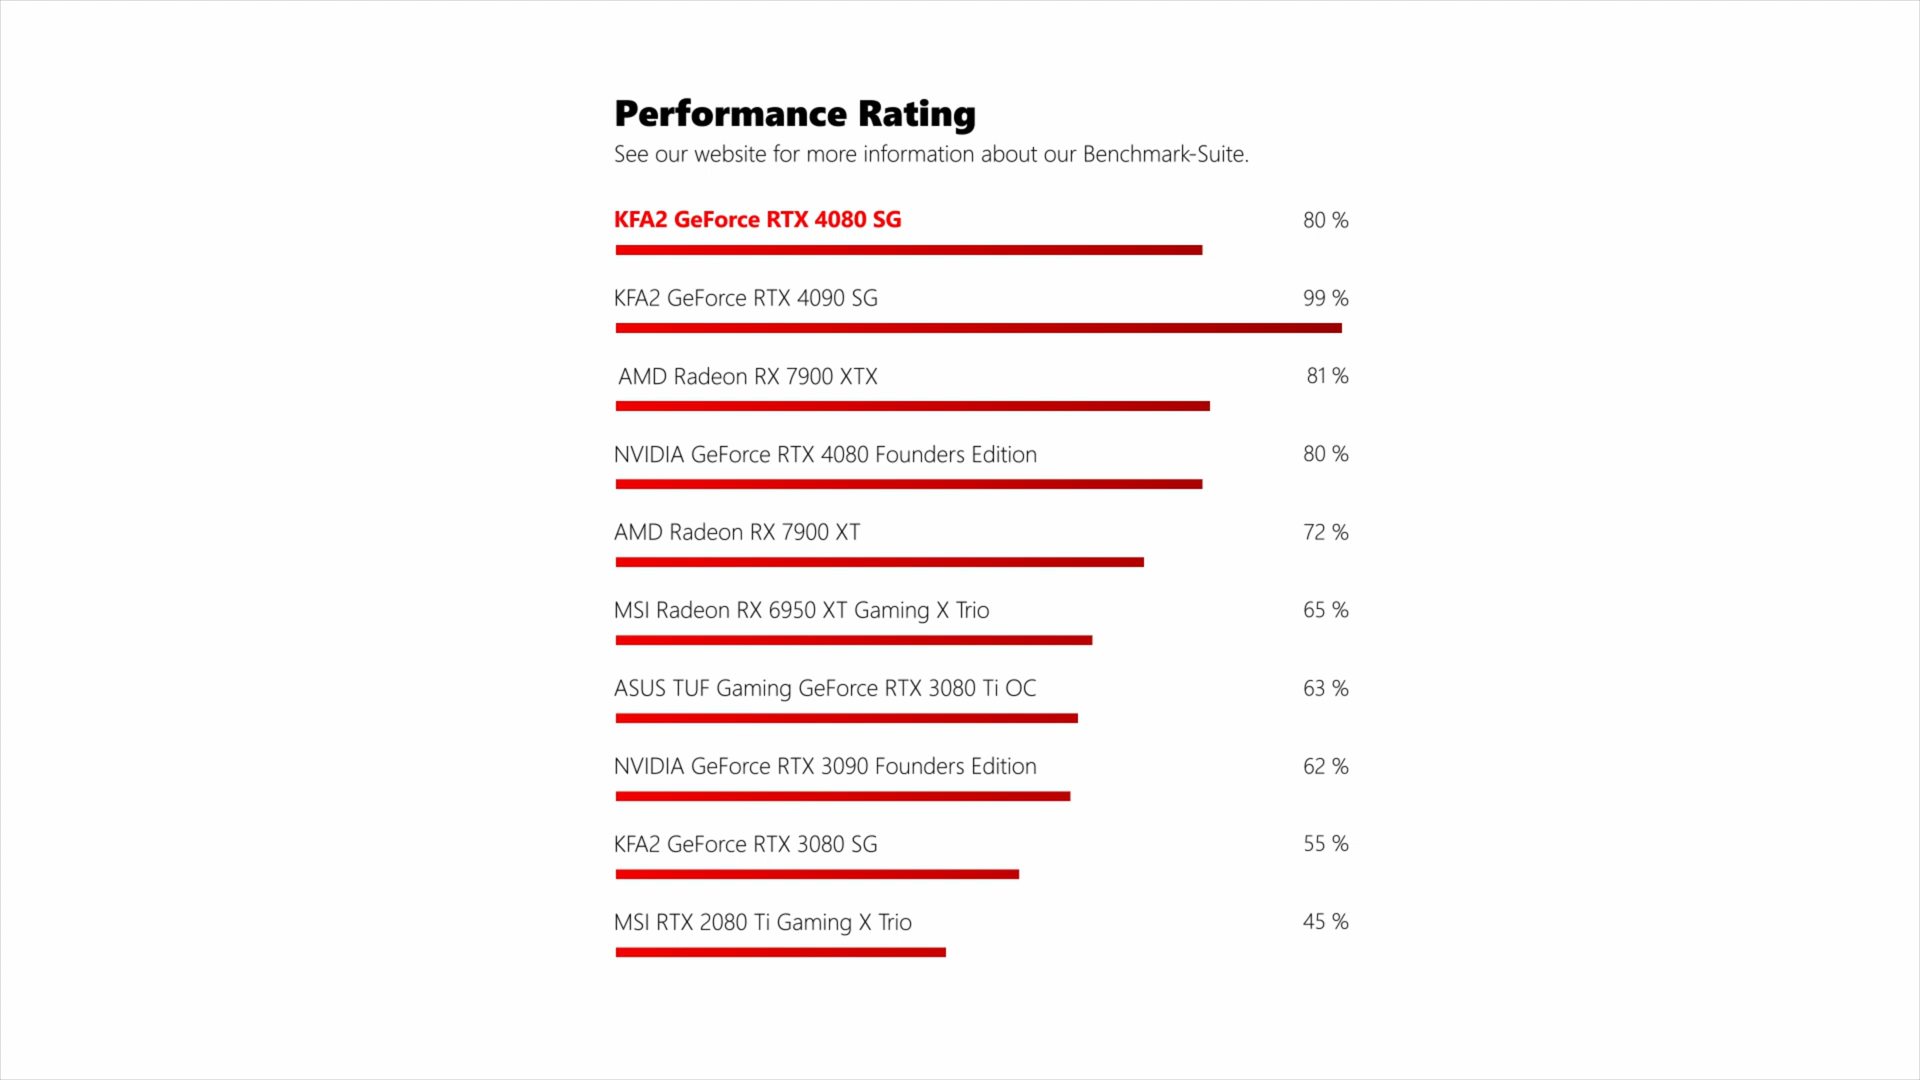 Performance Rating
See our website for more information about our Benchmark-Suite.
KFA2 GeForce RTX 4080 SG 80 %
KFA2 GeForce RTX 4090 SG 99 %
AMD Radeon RX 7900 XTX 81 %
NVIDIA GeForce RTX 4080 Founders Edition 80 %
AMD Radeon RX 7900 XT 72 %
MSI Radeon RX 6950 XT Gaming X Trio 65 %
ASUS TUF Gaming GeForce RTX 3080 Ti OC 63 %
NVIDIA GeForce RTX 3090 Founders Edition 62 %
KFA2 GeForce RTX 3080 SG 55 %
MSI RTX 2080 Ti Gaming X Trio 45 %